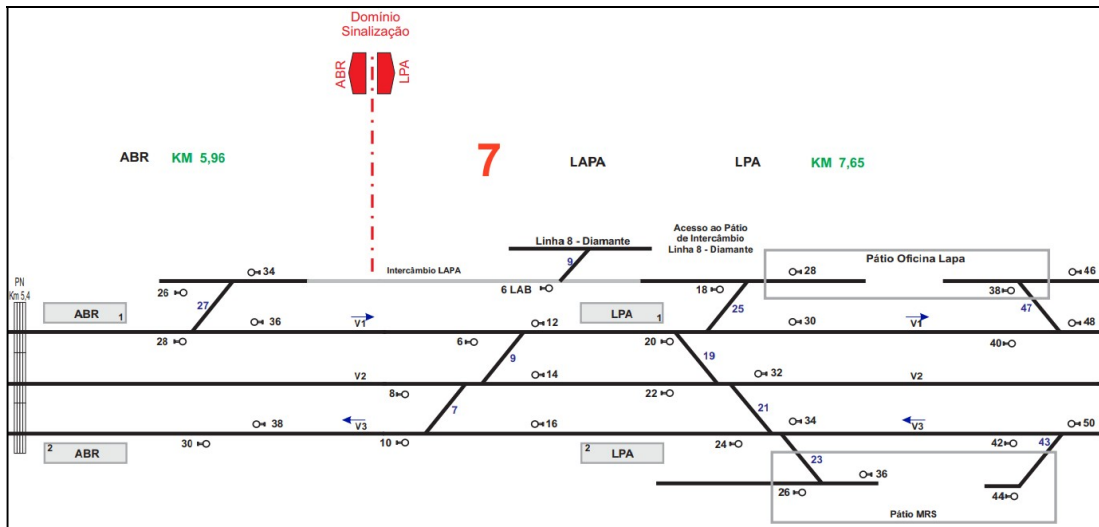 Domínio
Sinalização
ABR
LPA
ABR KM 5,96
7
LAPA
LPA KM 7,65
Acesso ao Pátio
de Intercâmbio
Linha 8 - Diamante
Linha 8 - Diamante
9
Pátio Oficina Lapa
Intercâmbio LAPA
34
28
46
26
6 LAB
18
38
PN
Km 5,4
27
25
47
ABR 1
36
V1
12
LPA 1
30
V1
48
28
6
20
40
9
19
V2
14
32
V2
8
22
7
21
38
V3
16
34
V3
50
30
10
24
42
43
2 ABR
2 LPA
23
36
26
44
Pátio MRS